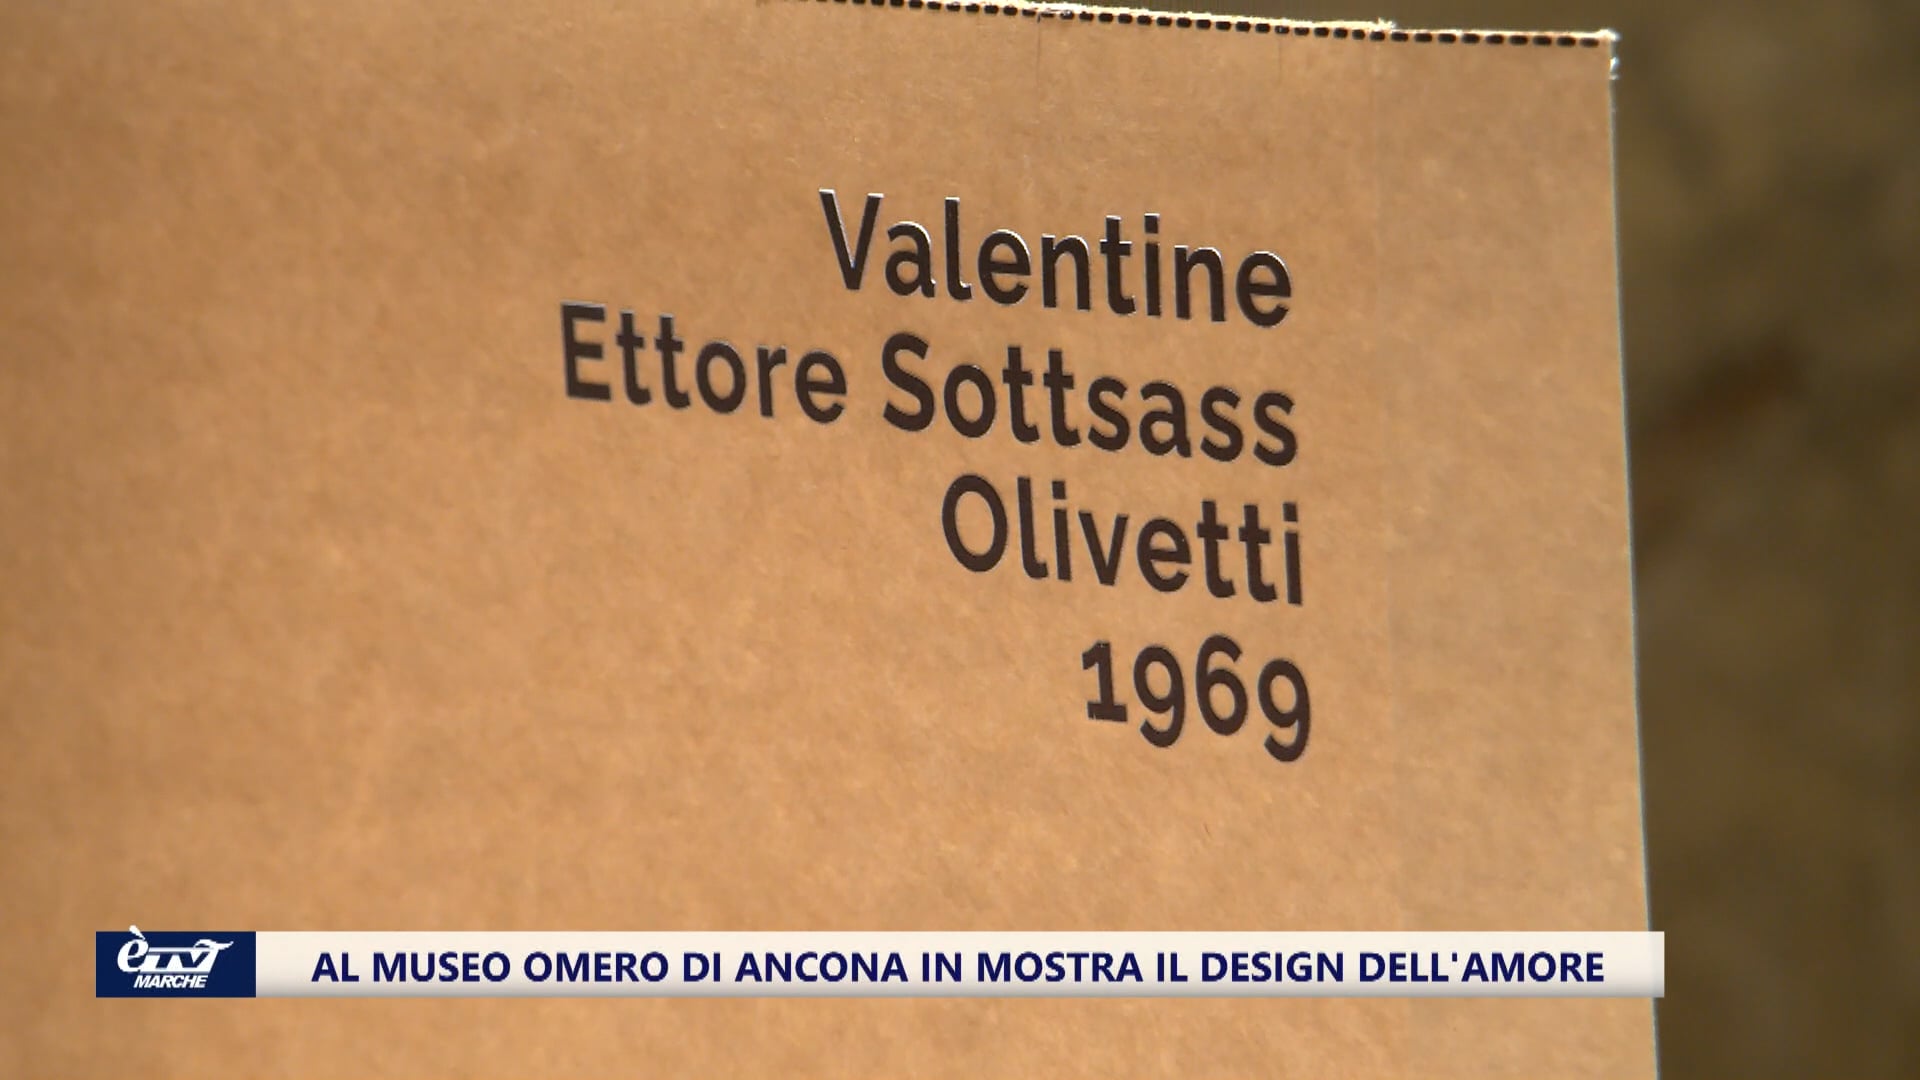 Valentine
Ettore Sottsass
Olivetti
1969
èTV MARCHE
AL MUSEO OMERO DI ANCONA IN MOSTRA IL DESIGN DELL'AMORE